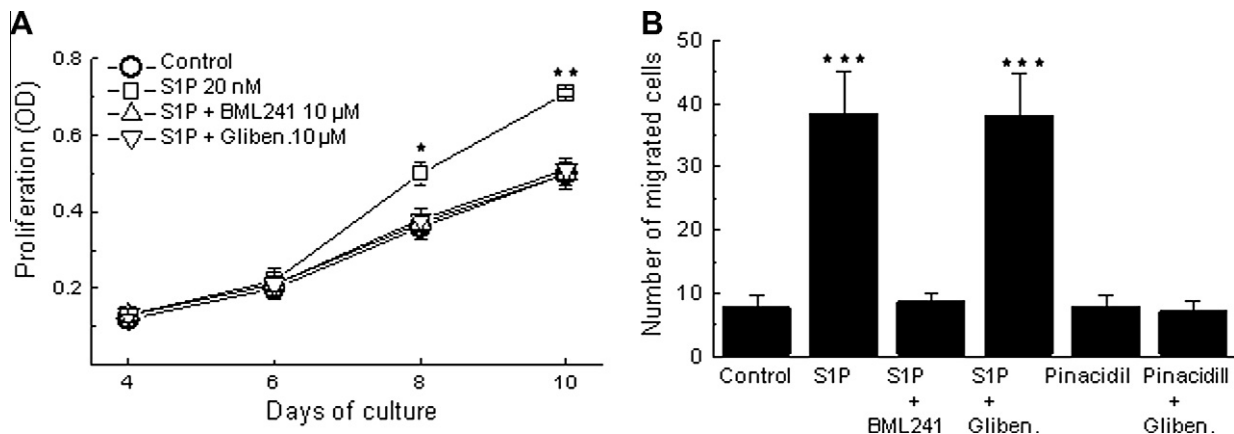 A
Proliferation (OD)
0.8
0.6
0.4
0.2
Control
S1P 20 nM
S1P + BML241 10 µM
S1P + Gliben.10 µM
*
**
4 6 8 10
Days of culture
B
Number of migrated cells
50
40
30
20
10
0
***
***
Control S1P S1P + BML241 S1P + Gliben. Pinacidil Pinacidill + Gliben.